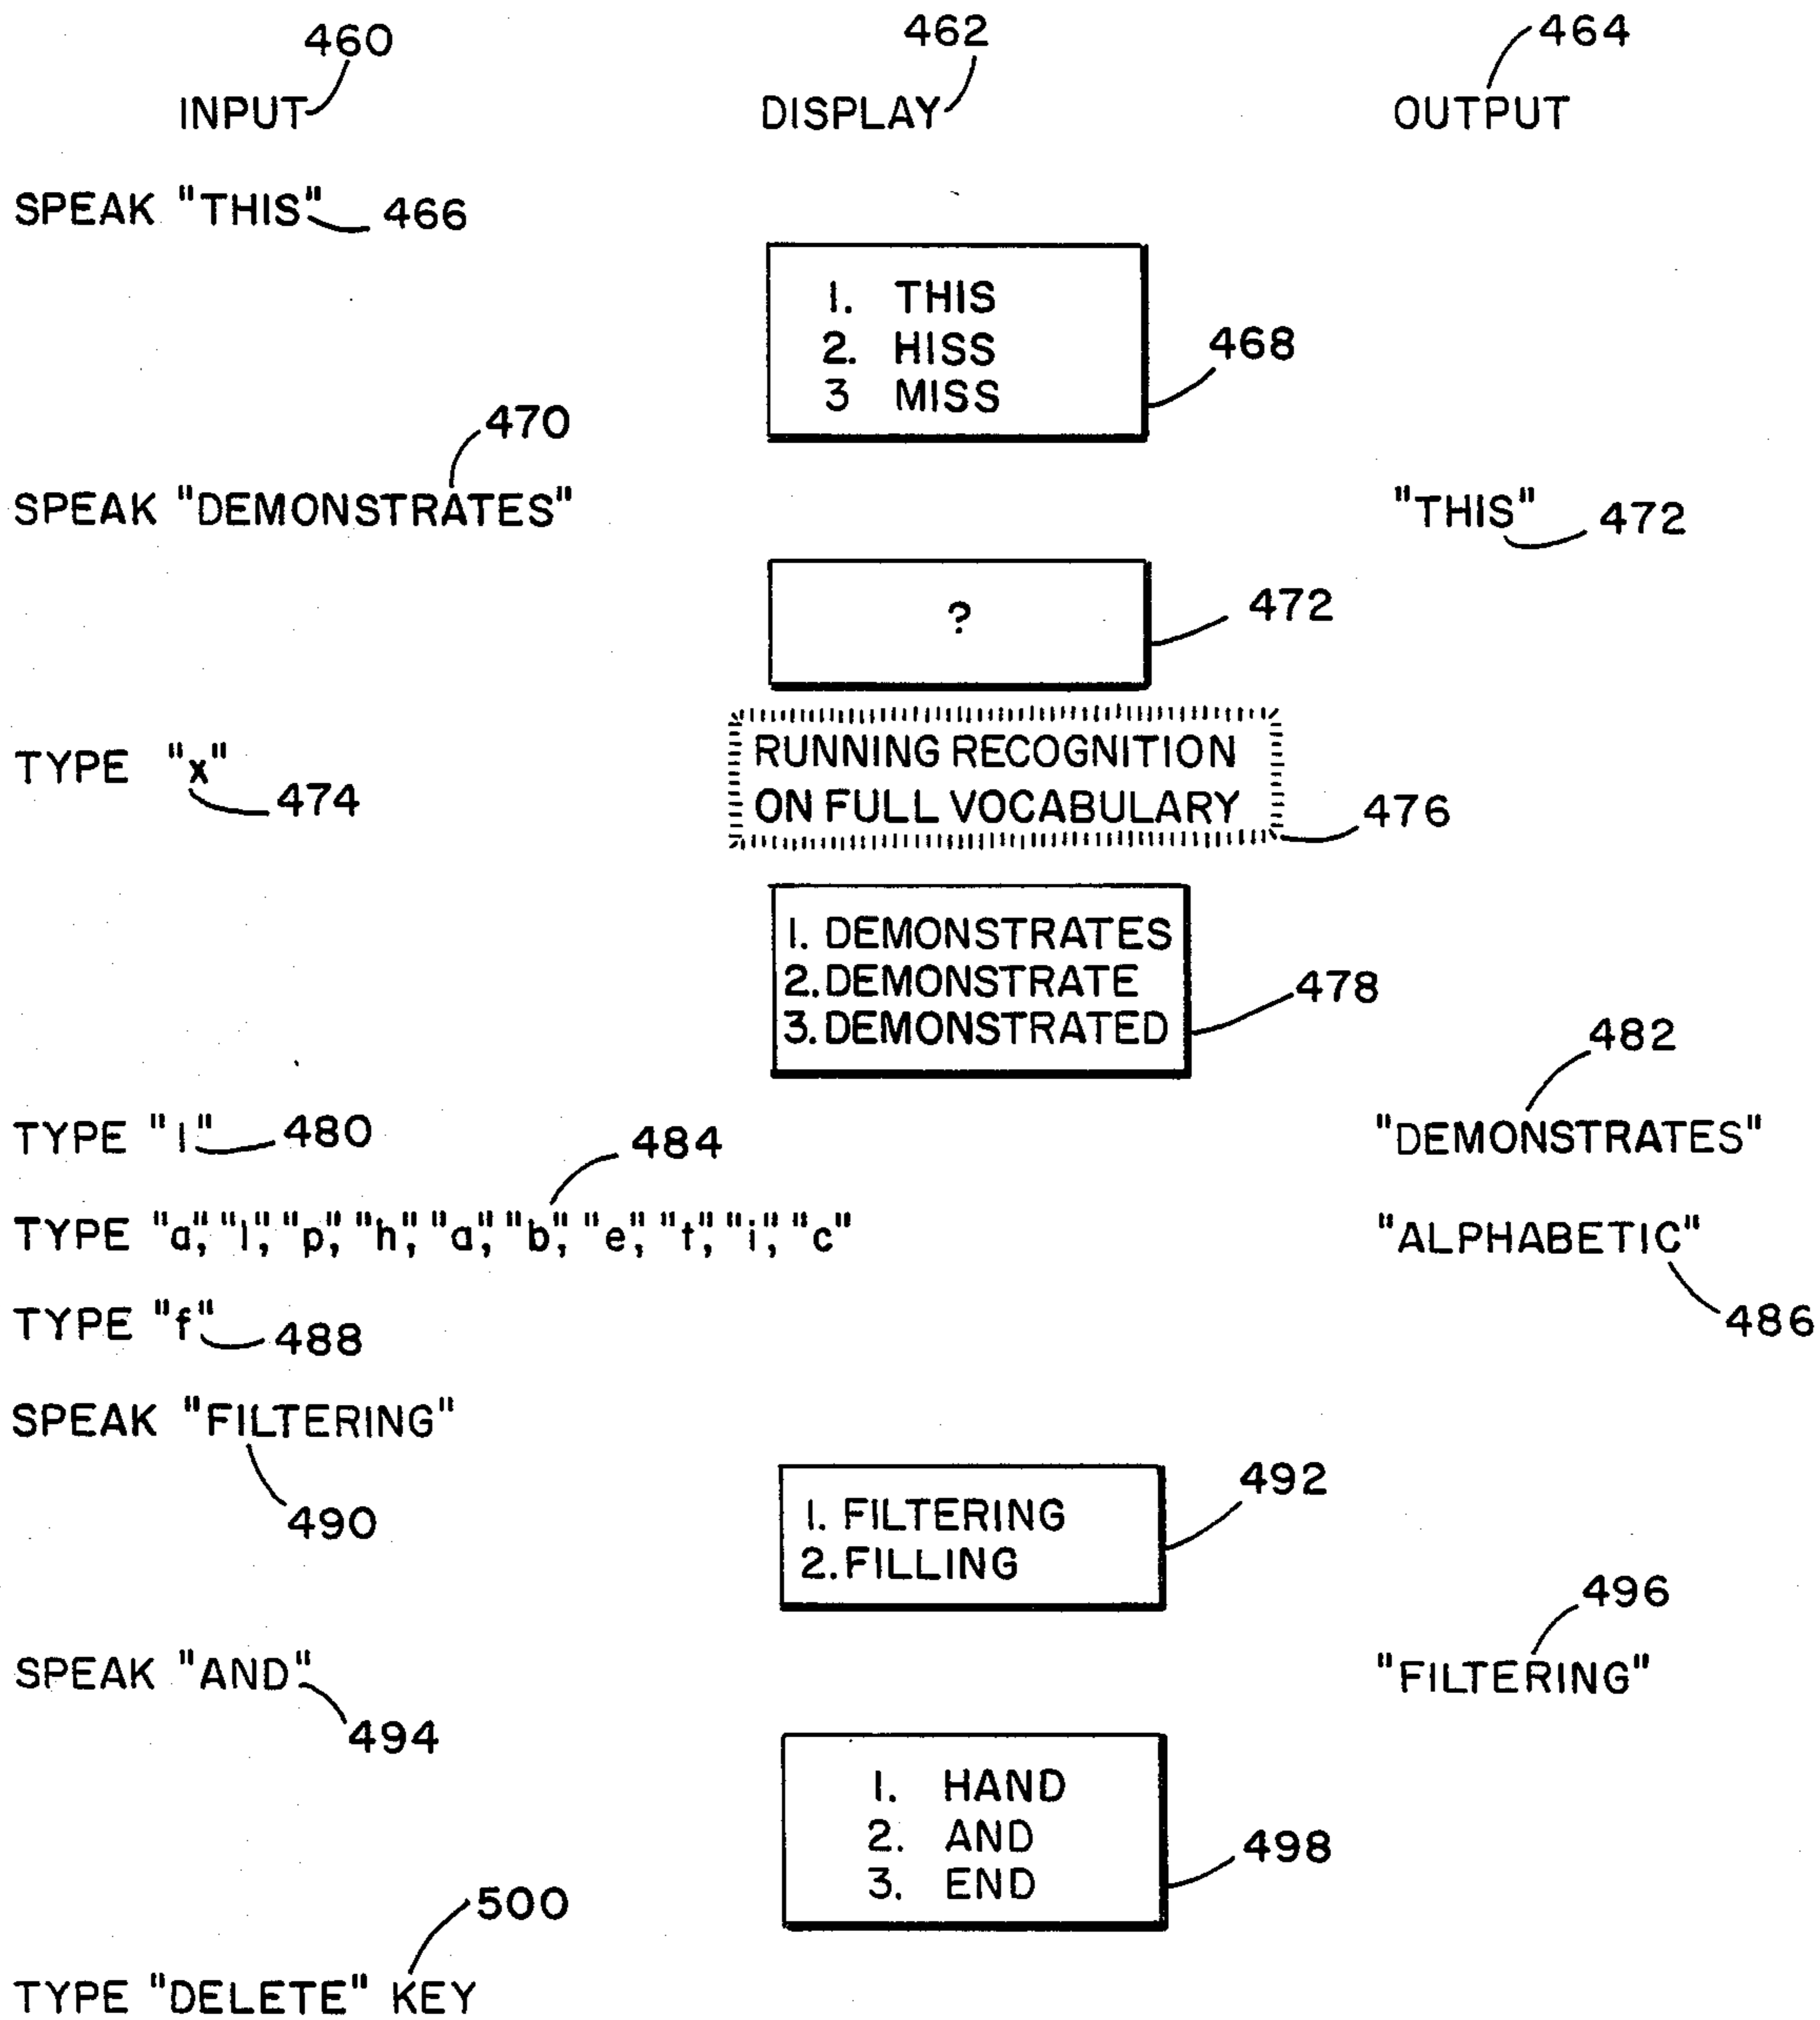 460 462 464
INPUT DISPLAY OUTPUT
SPEAK "THIS" 466
1. THIS
2. HISS
3 MISS
468
470
SPEAK "DEMONSTRATES" "THIS" 472
? 472
TYPE "x" 474
RUNNING RECOGNITION
ON FULL VOCABULARY
476
1. DEMONSTRATES
2. DEMONSTRATE
3. DEMONSTRATED
478
482
TYPE "1" 480 "DEMONSTRATES"
484
TYPE "a", "l", "p", "h", "a", "b", "e", "t", "i", "c" "ALPHABETIC"
486
TYPE "f" 488
SPEAK "FILTERING"
490
1. FILTERING
2. FILLING
492
496
SPEAK "AND" "FILTERING"
494
1. HAND
2. AND
3. END
498
500
TYPE "DELETE" KEY